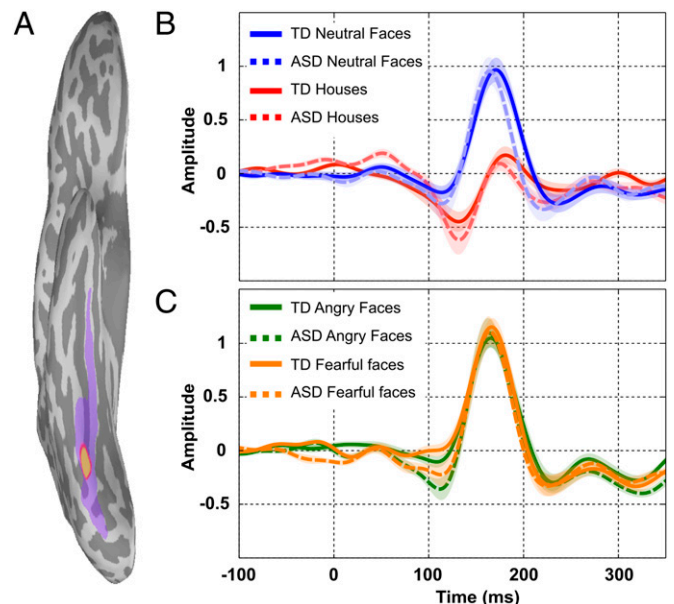 A
B
TD Neutral Faces
ASD Neutral Faces
TD Houses
ASD Houses
Amplitude
1
0.5
0
-0.5
C
TD Angry Faces
ASD Angry Faces
TD Fearful faces
ASD Fearful faces
Amplitude
1
0.5
0
-0.5
-100 0 100 200 300
Time (ms)